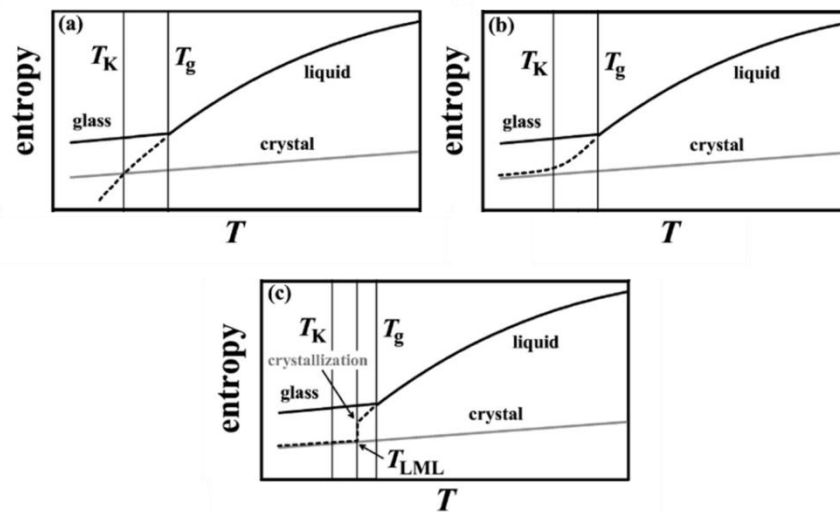 (a)
T_K
T_g
liquid
glass
crystal
entropy
T
(b)
T_K
T_g
liquid
glass
crystal
entropy
T
(c)
T_K
T_g
crystallization
liquid
glass
crystal
T_LML
entropy
T